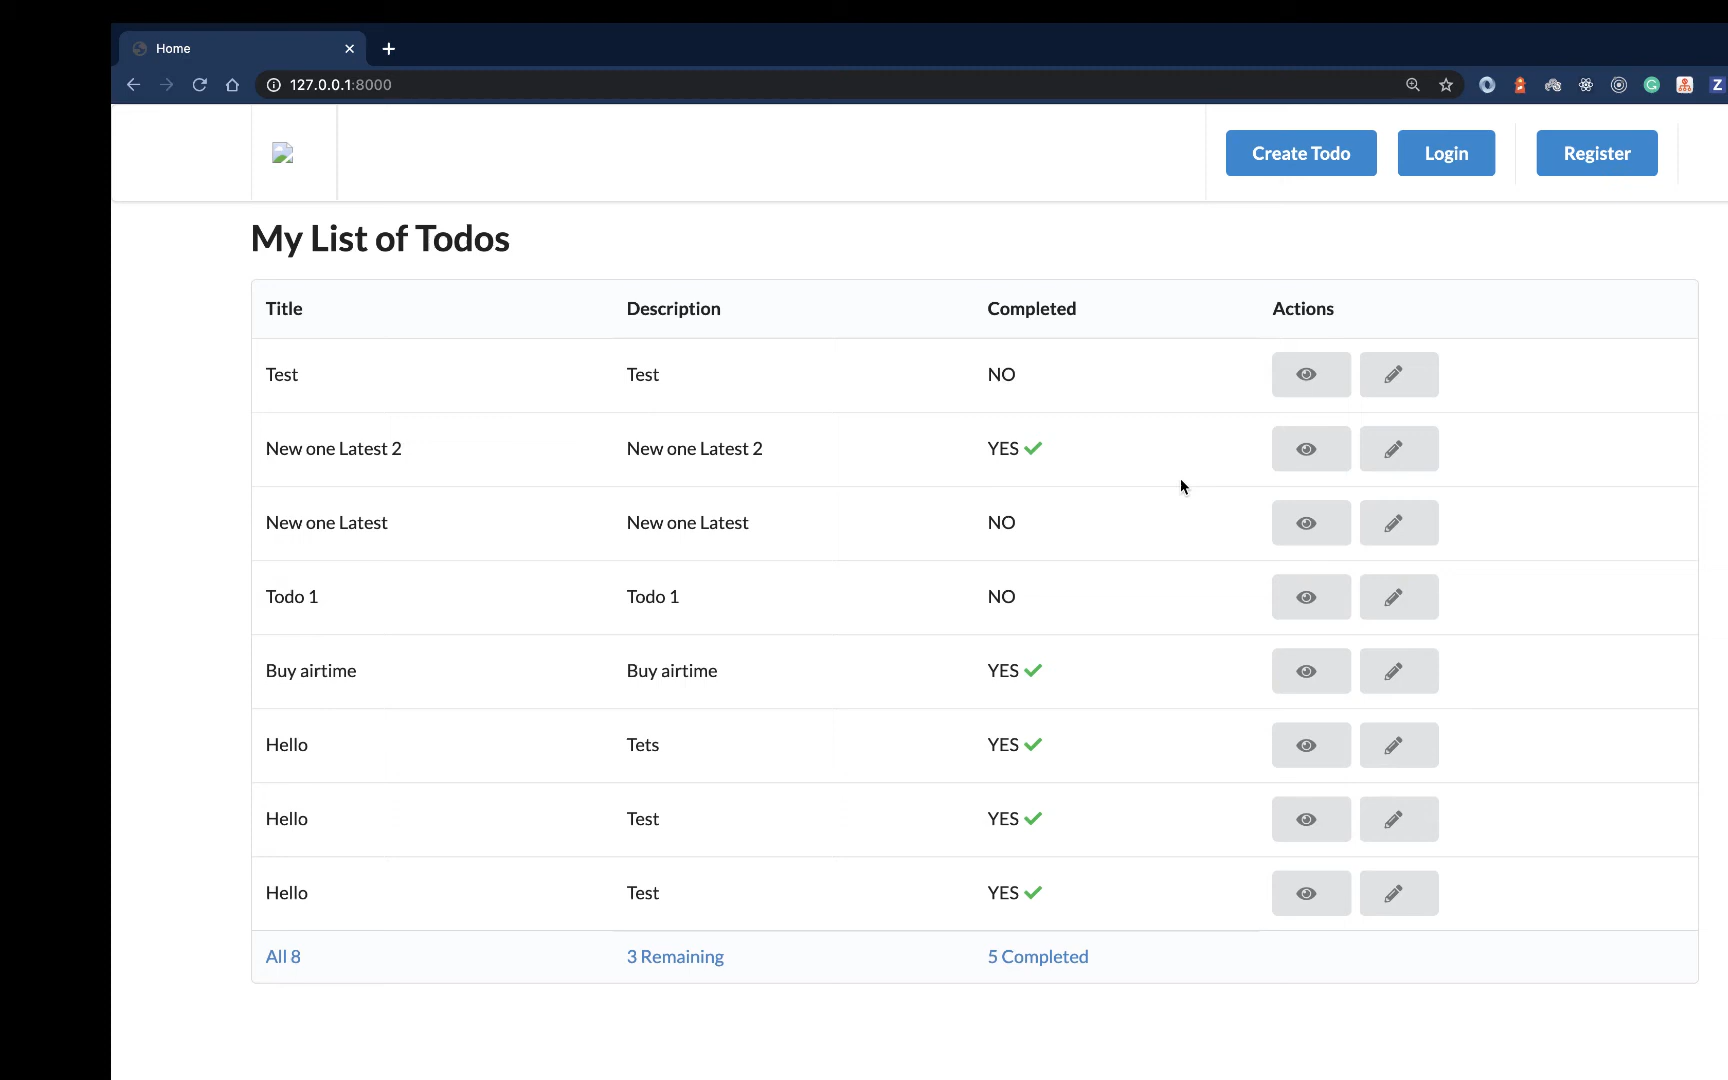 Home
127.0.0.1:8000
Z
Create Todo Login Register
My List of Todos
Title Description Completed Actions
Test Test NO
New one Latest 2 New one Latest 2 YES
New one Latest New one Latest NO
Todo 1 Todo 1 NO
Buy airtime Buy airtime YES
Hello Tets YES
Hello Test YES
Hello Test YES
All 8 3 Remaining 5 Completed